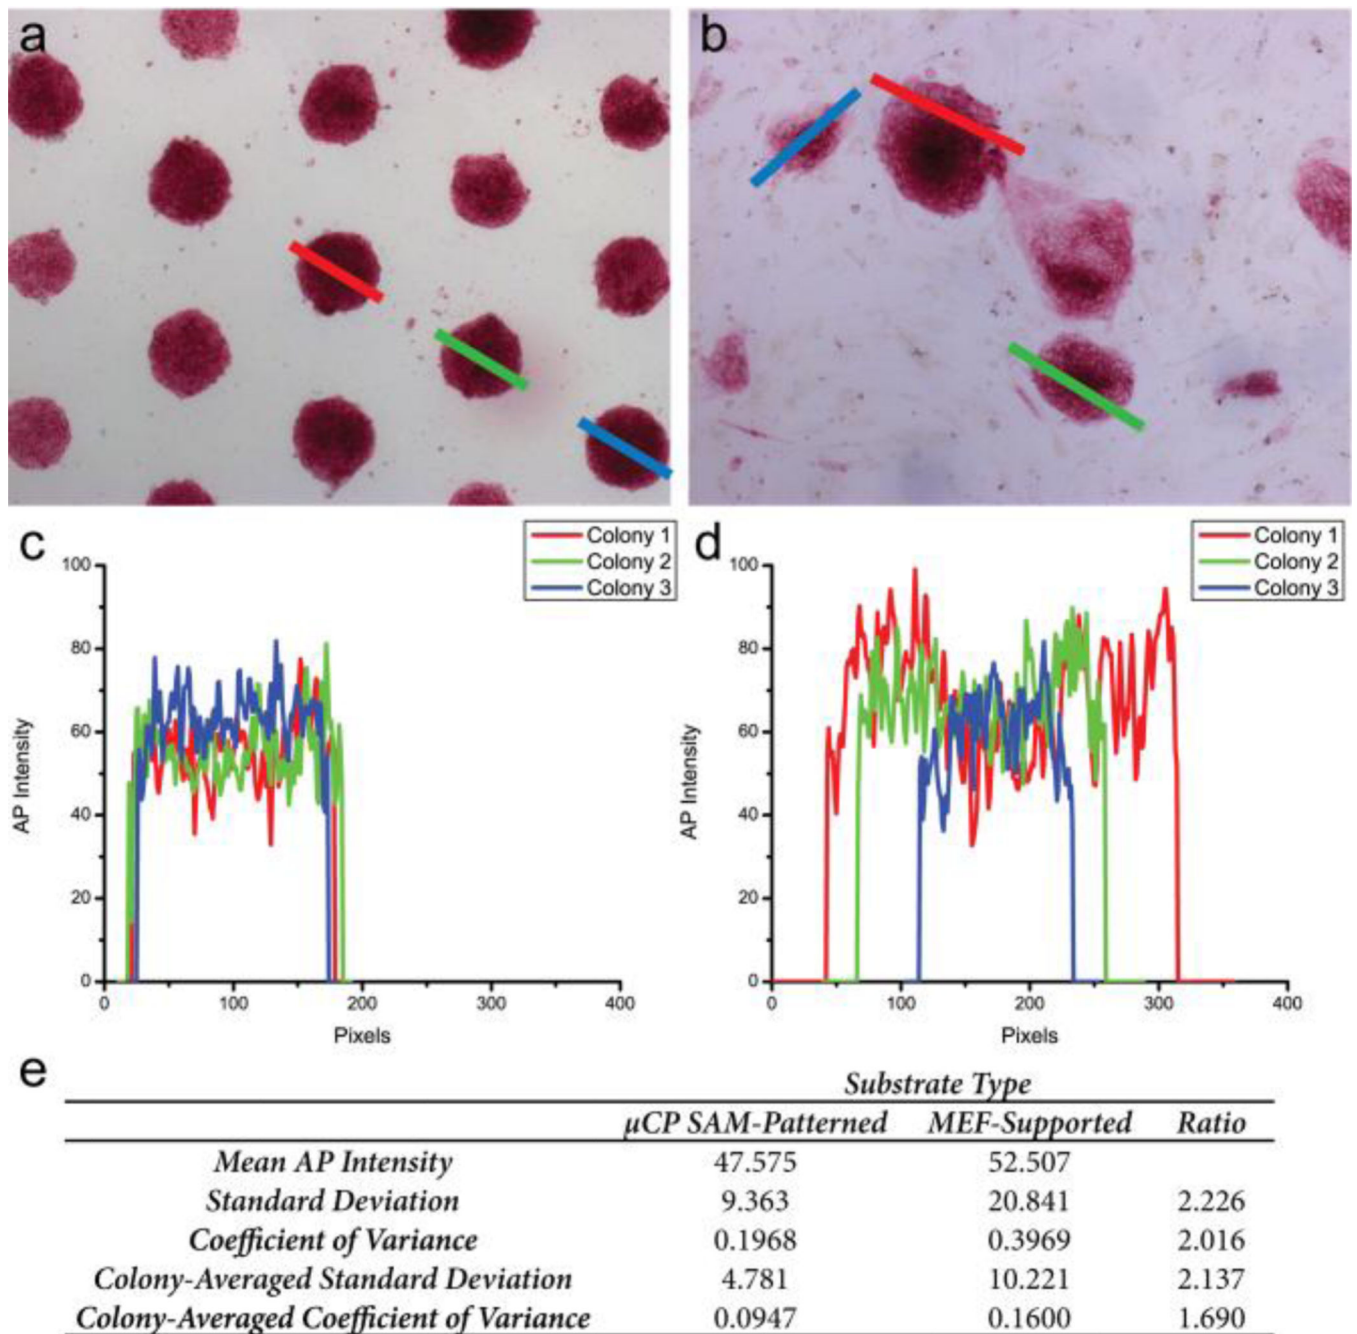 a
b
c
Colony 1
Colony 2
Colony 3
100
80
60
40
20
0
AP Intensity
0 100 200 300 400
Pixels
d
Colony 1
Colony 2
Colony 3
100
80
60
40
20
0
AP Intensity
0 100 200 300 400
Pixels
e
Substrate Type
μCP SAM-Patterned MEF-Supported Ratio
Mean AP Intensity 47.575 52.507
Standard Deviation 9.363 20.841 2.226
Coefficient of Variance 0.1968 0.3969 2.016
Colony-Averaged Standard Deviation 4.781 10.221 2.137
Colony-Averaged Coefficient of Variance 0.0947 0.1600 1.690